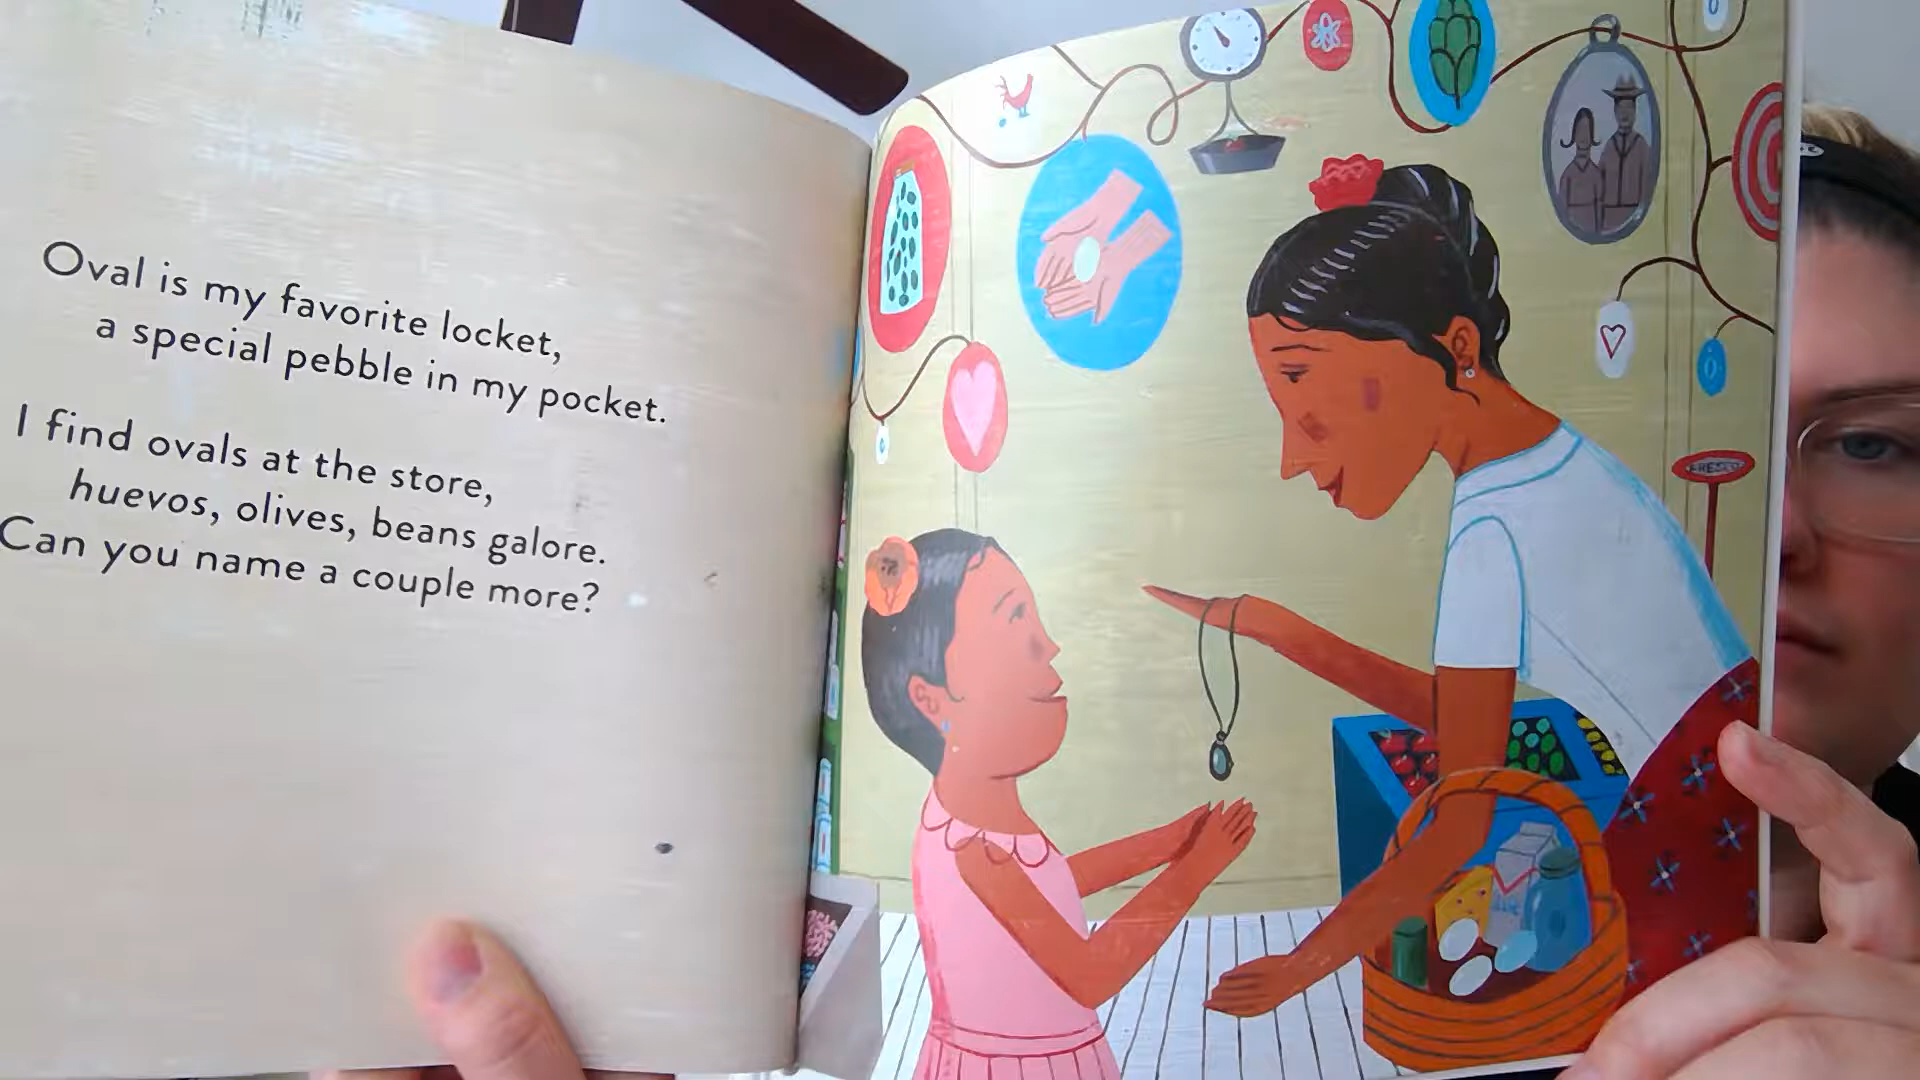 Oval is my favorite locket,
a special pebble in my pocket.
I find ovals at the store,
huevos, olives, beans galore.
Can you name a couple more?
FRESCO